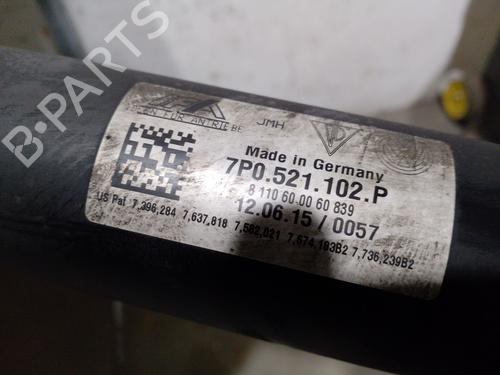 JMH
Made in Germany
7P0.521.102.P
8 110 60 00 60 839
12.06.15 / 0057
US Pat 7,396,284 7,637,818 7,582,021 7,674,193B2 7,736,239B2
B-PARTS